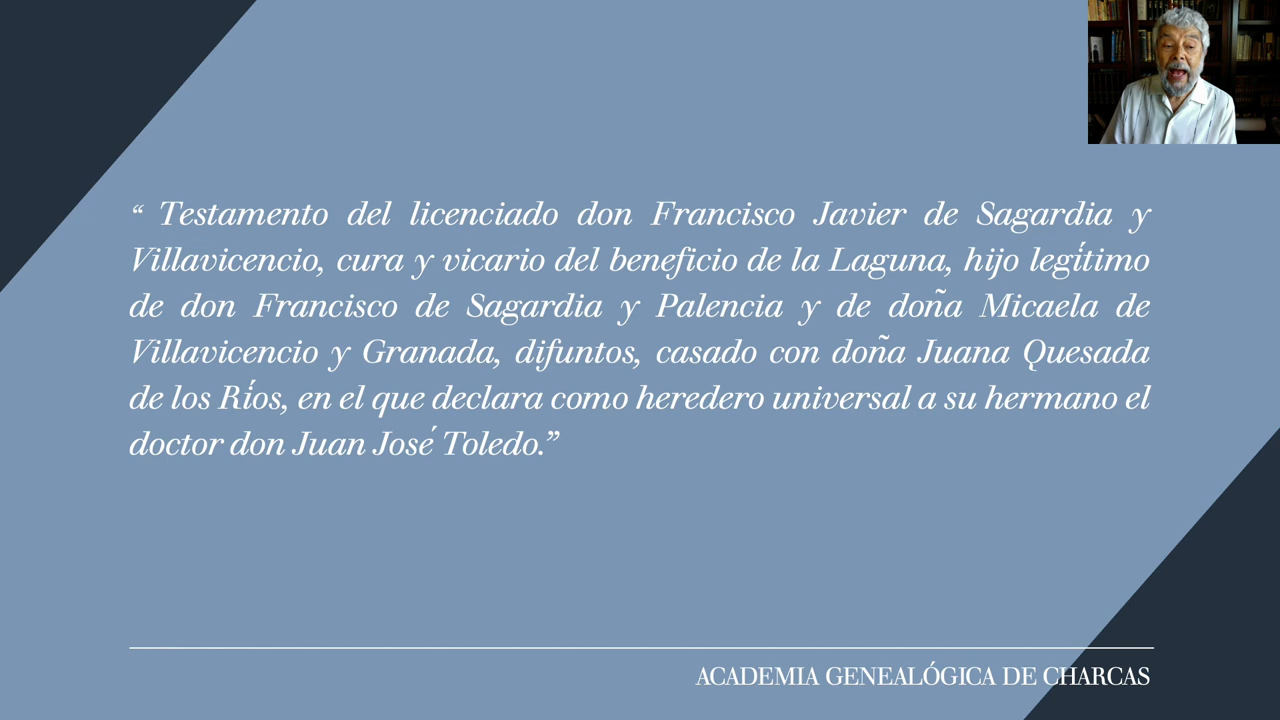 “ Testamento del licenciado don Francisco Javier de Sagardia y
Villavicencio, cura y vicario del beneficio de la Laguna, hijo legítimo
de don Francisco de Sagardia y Palencia y de doña Micaela de
Villavicencio y Granada, difuntos, casado con doña Juana Quesada
de los Ríos, en el que declara como heredero universal a su hermano el
doctor don Juan José Toledo.”
ACADEMIA GENEALÓGICA DE CHARCAS